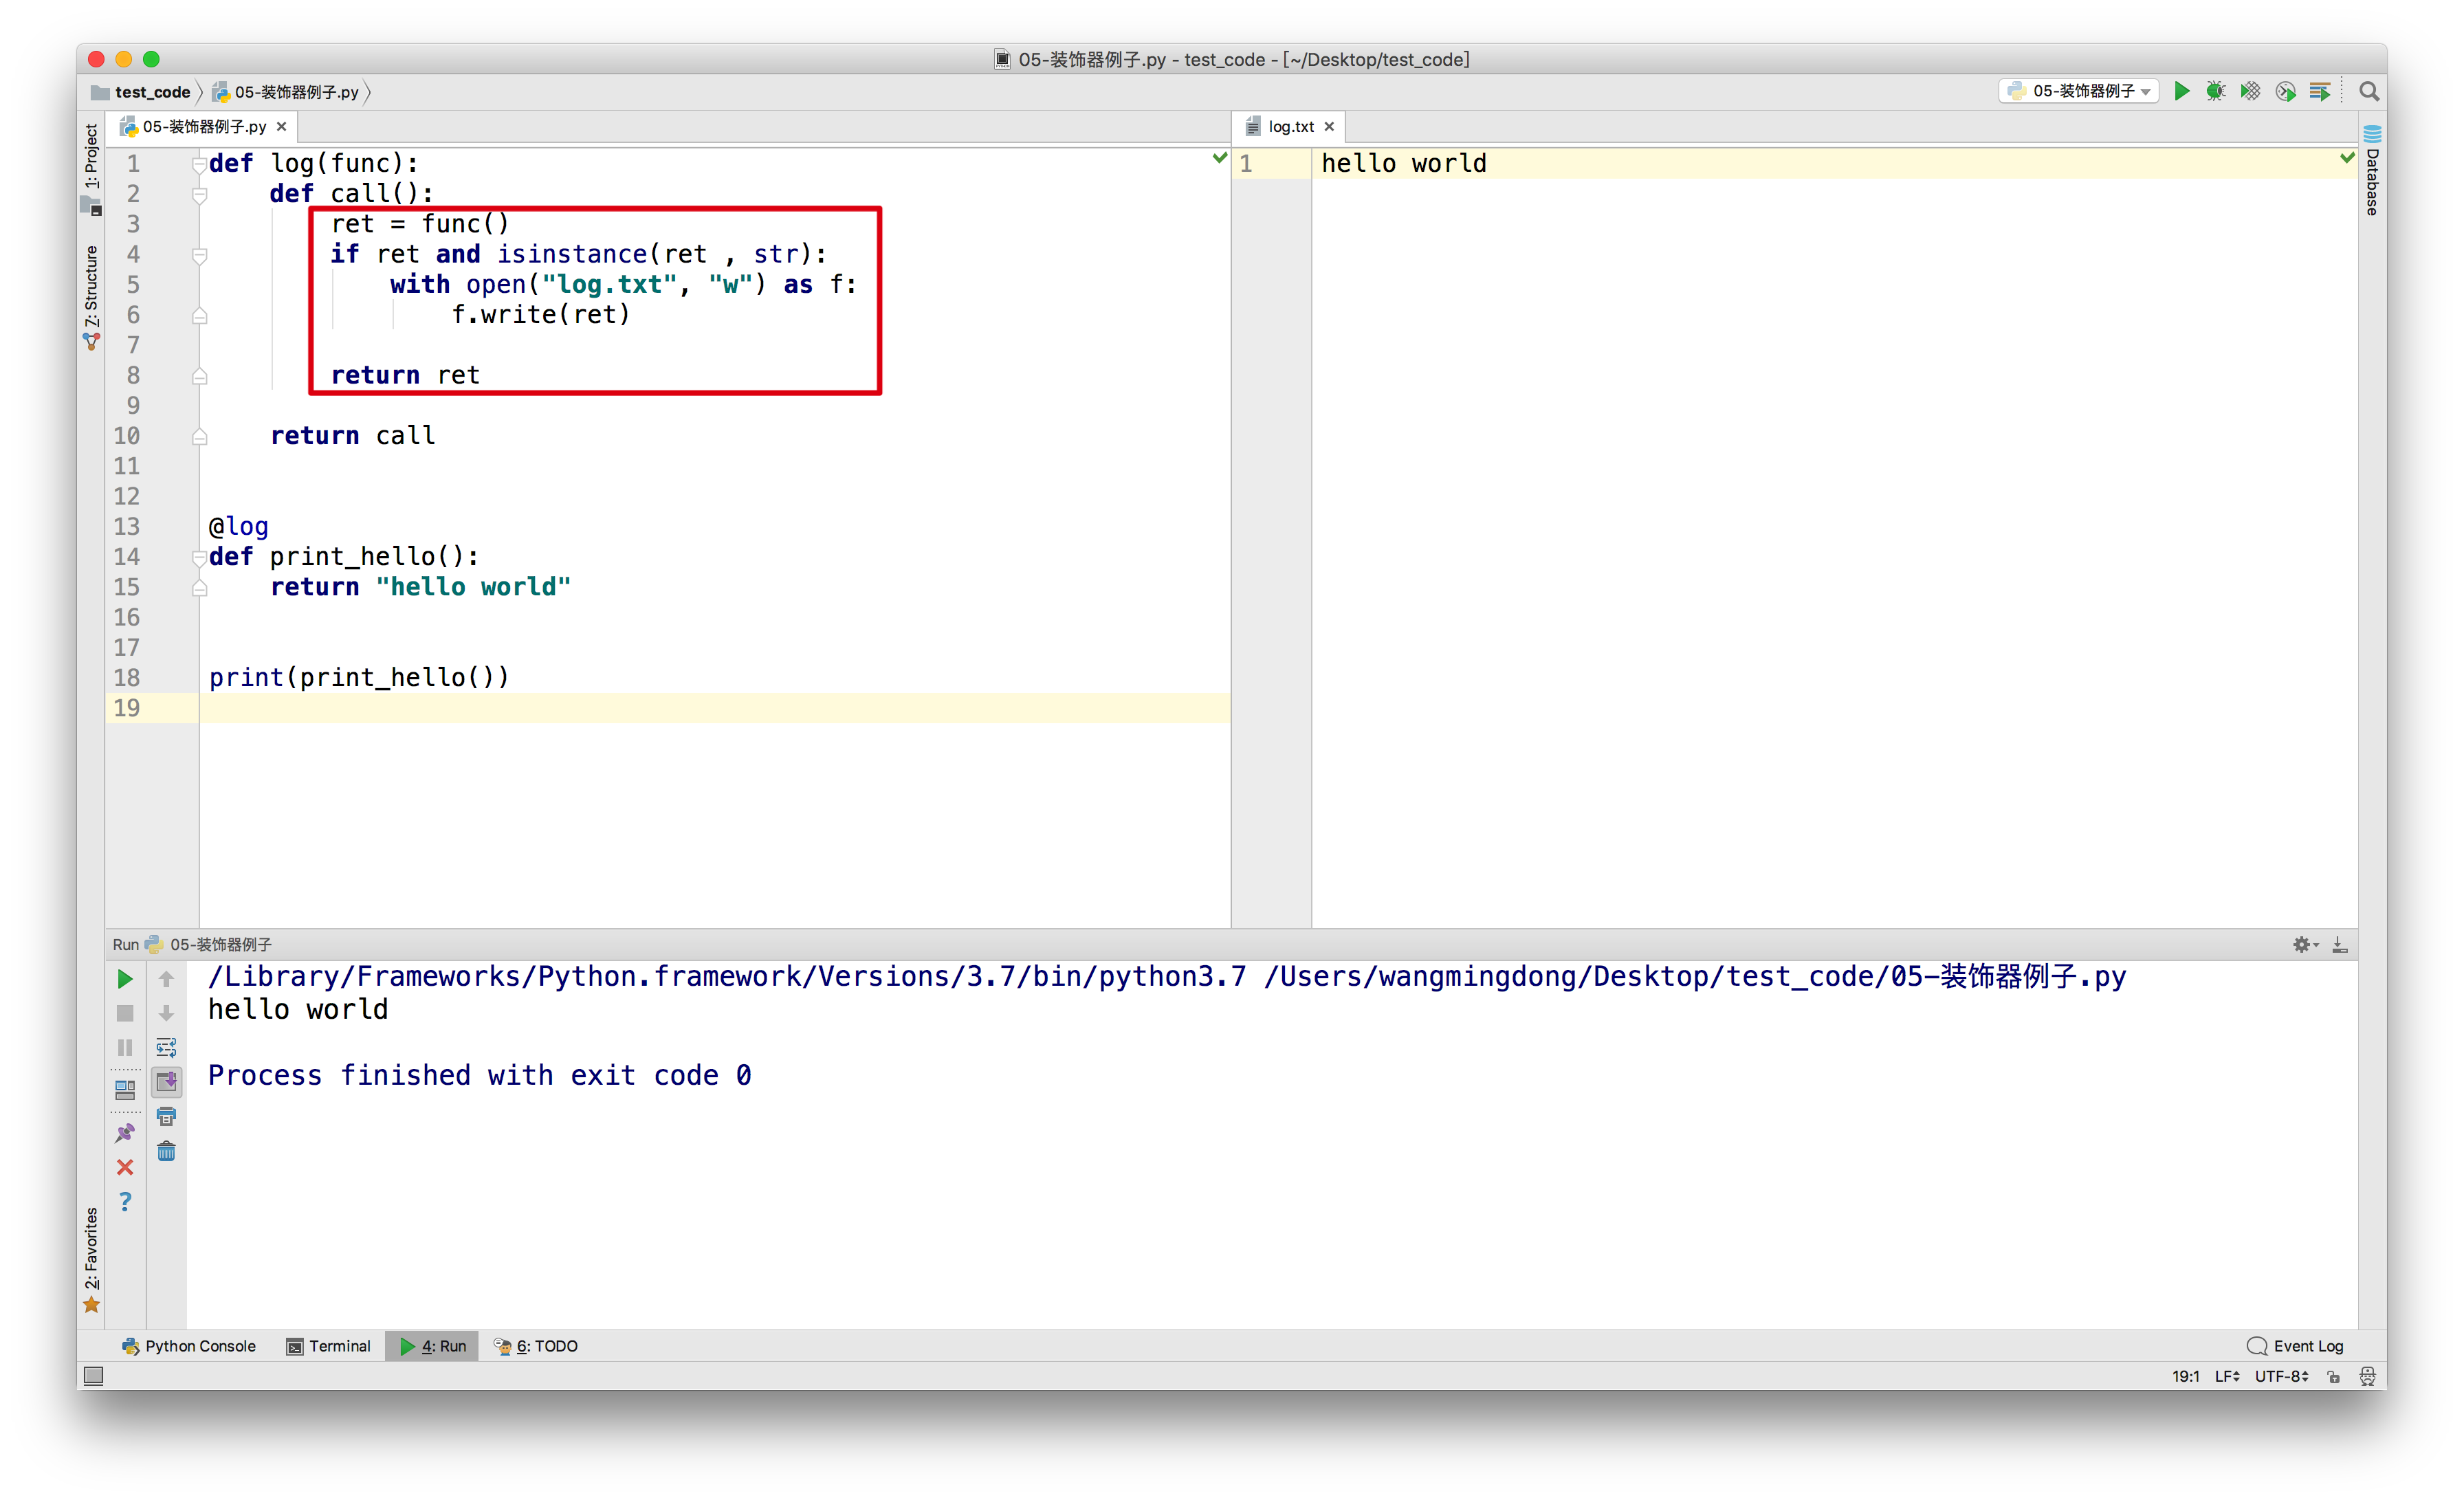 05-装饰器例子.py - test_code - [~/Desktop/test_code]
test_code 05-装饰器例子.py 05-装饰器例子
05-装饰器例子.py log.txt
1: Project
7: Structure
2: Favorites
Database
1 def log(func):
2     def call():
3         ret = func()
4         if ret and isinstance(ret , str):
5             with open("log.txt", "w") as f:
6                 f.write(ret)
7
8         return ret
9
10     return call
11
12
13 @log
14 def print_hello():
15     return "hello world"
16
17
18 print(print_hello())
19
1 hello world
Run 05-装饰器例子
/Library/Frameworks/Python.framework/Versions/3.7/bin/python3.7 /Users/wangmingdong/Desktop/test_code/05-装饰器例子.py
hello world
Process finished with exit code 0
Python Console Terminal 4: Run 6: TODO Event Log
19:1 LF UTF-8